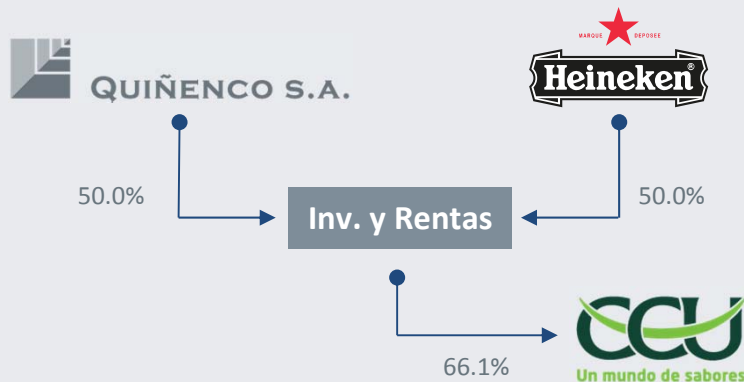 QUIÑENCO S.A.
MARQUE DEPOSEE
Heineken®
50.0%
50.0%
Inv. y Rentas
66.1%
CCU
Un mundo de sabores